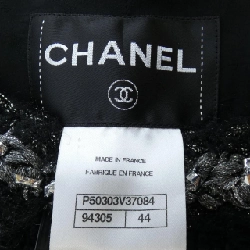 CHANEL
MADE IN FRANCE
FABRIQUÉ EN FRANCE
P50303V37084
94305 44